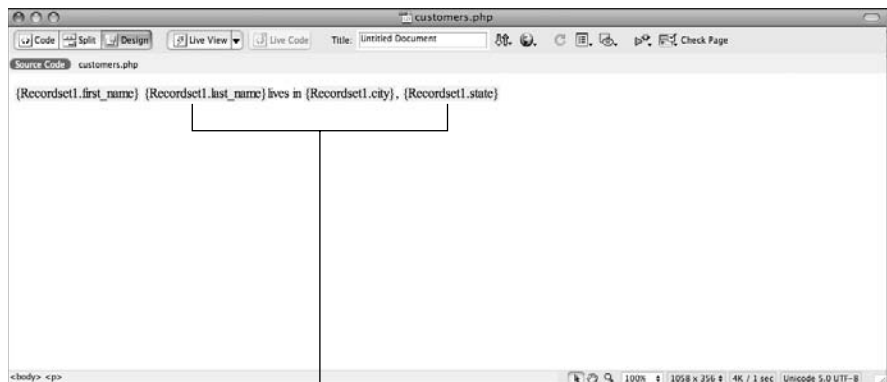 customers.php
Code Split Design Live View Live Code Title: Untitled Document Check Page
Source Code customers.php
{Recordset1.first_name} {Recordset1.last_name} lives in {Recordset1.city}, {Recordset1.state}
<body> <p> 100% 1058 x 356 4K / 1 sec Unicode 5.0 UTF-8